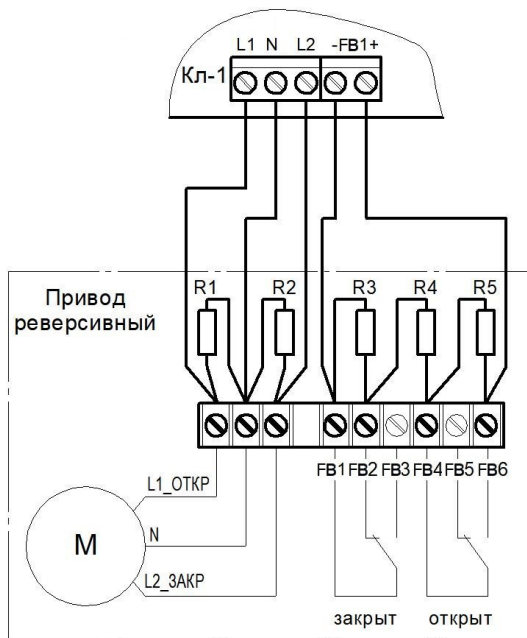 L1 N L2 -FB1+
Кл-1
Привод
реверсивный
R1 R2 R3 R4 R5
FB1 FB2 FB3 FB4 FB5 FB6
L1_ОТКР
N
L2_ЗАКР
М
закрыт открыт